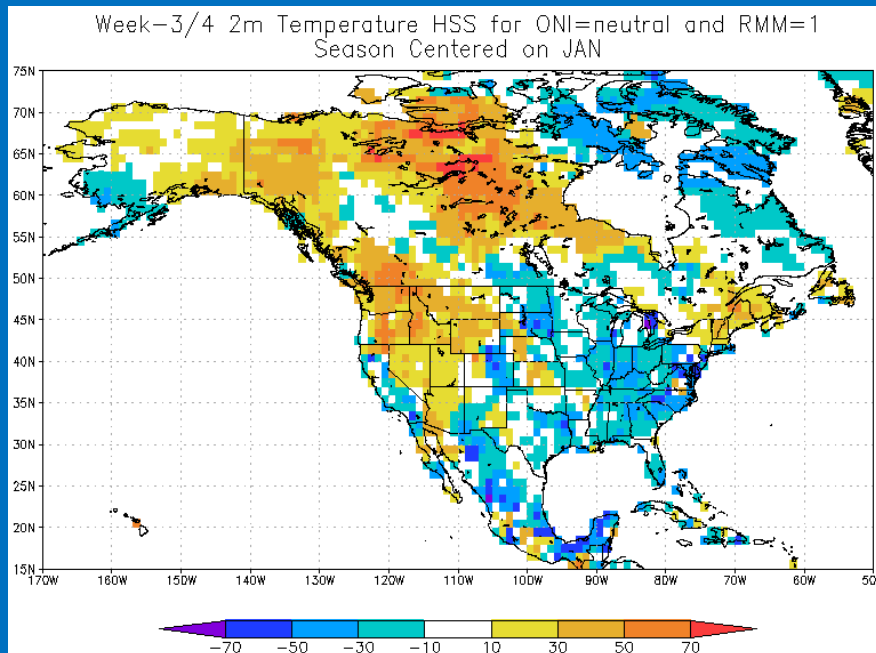 Week-3/4 2m Temperature HSS for ONI=neutral and RMM=1
Season Centered on JAN
75N
70N
65N
60N
55N
50N
45N
40N
35N
30N
25N
20N
15N
170W 160W 150W 140W 130W 120W 110W 100W 90W 80W 70W 60W 50
-70 -50 -30 -10 10 30 50 70